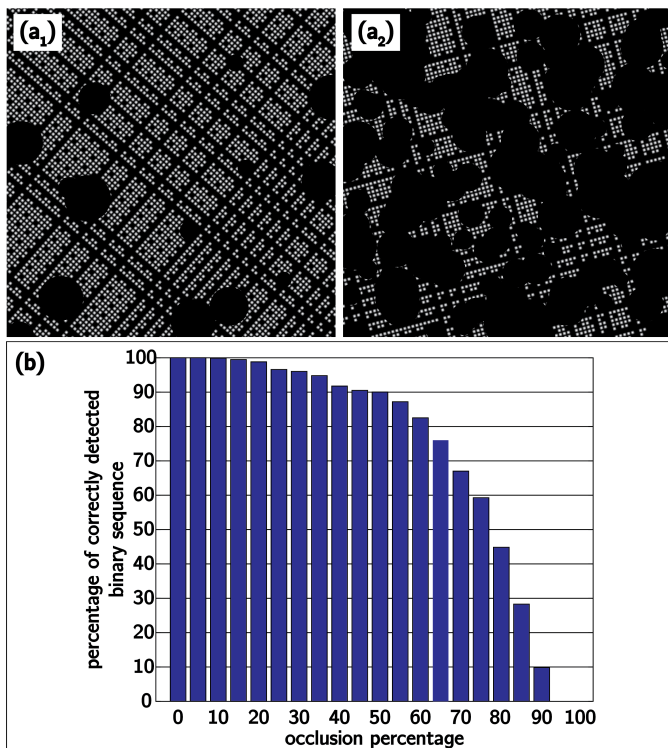 (a1)
(a2)
(b)
percentage of correctly detected
binary sequence
100
90
80
70
60
50
40
30
20
10
0
0 10 20 30 40 50 60 70 80 90 100
occlusion percentage